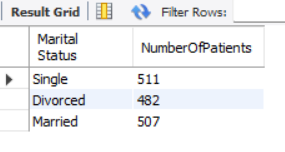 Result Grid Filter Rows:
Marital
Status NumberOfPatients
Single 511
Divorced 482
Married 507